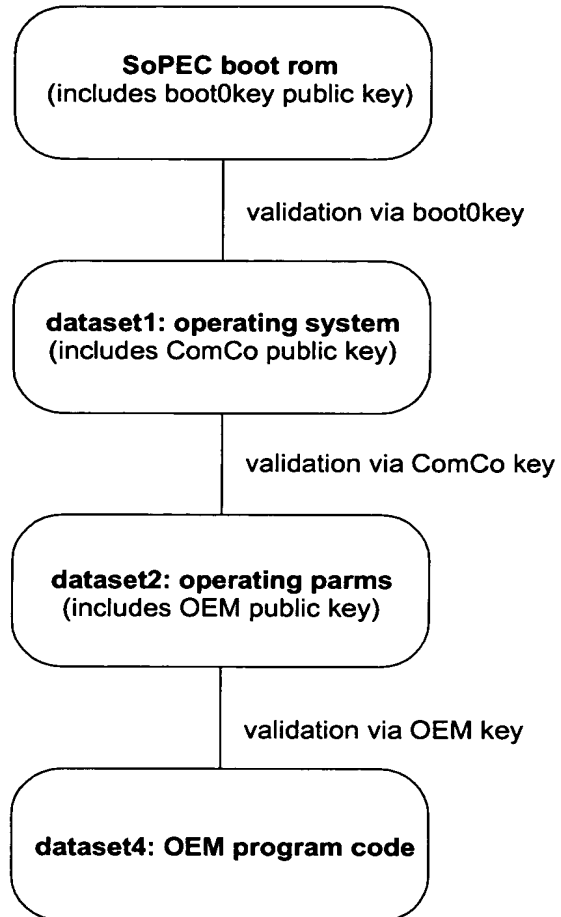 SoPEC boot rom
(includes boot0key public key)
validation via boot0key
dataset1: operating system
(includes ComCo public key)
validation via ComCo key
dataset2: operating parms
(includes OEM public key)
validation via OEM key
dataset4: OEM program code